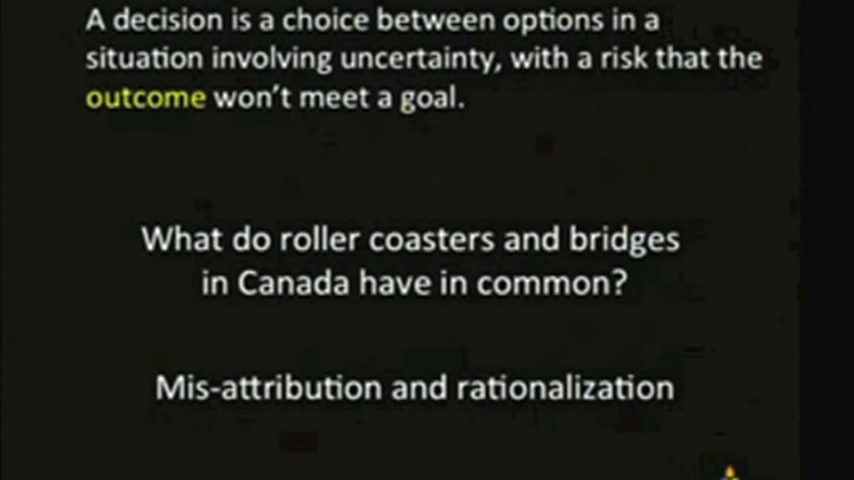 A decision is a choice between options in a
situation involving uncertainty, with a risk that the
outcome won't meet a goal.
What do roller coasters and bridges
in Canada have in common?
Mis-attribution and rationalization